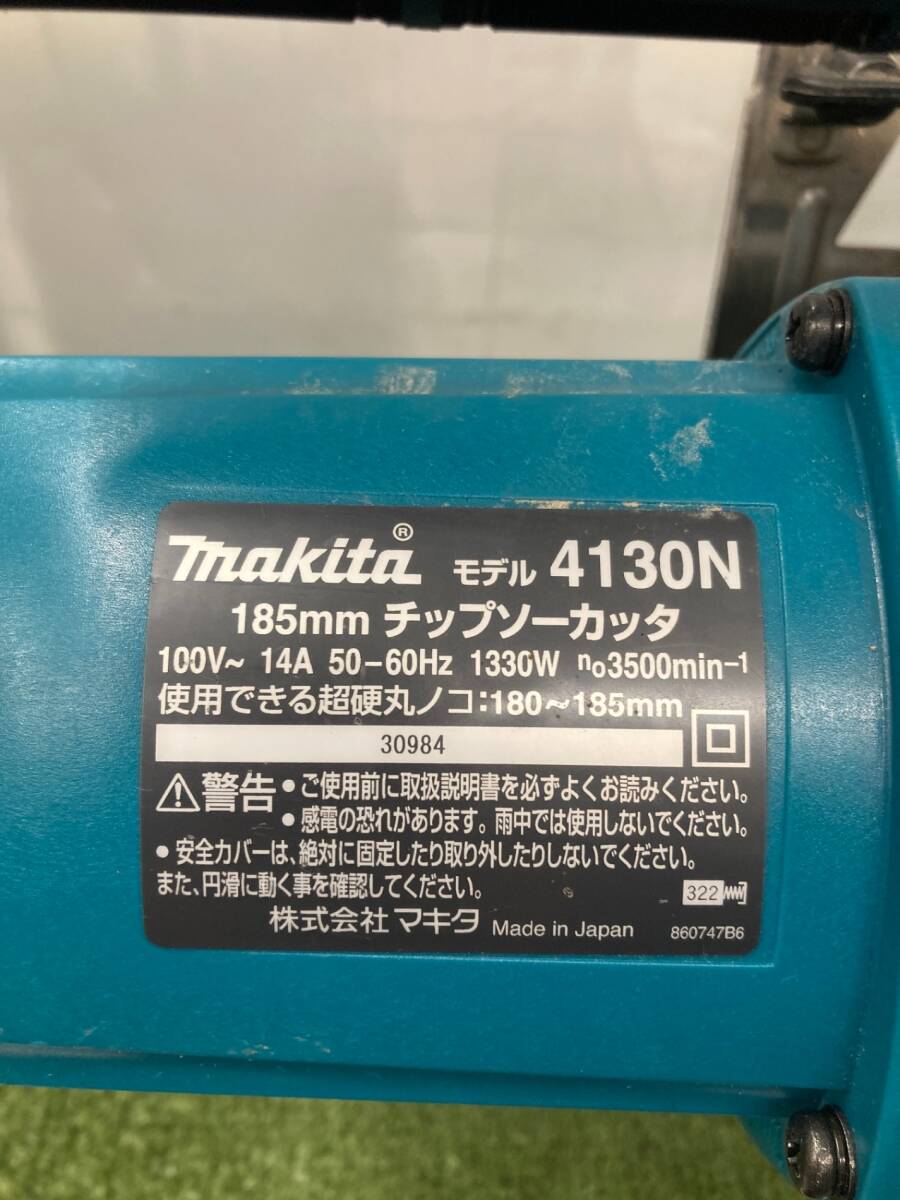 makita® モデル 4130N
185mm チップソーカッタ
100V~ 14A 50-60Hz 1330W no3500min-1
使用できる超硬丸ノコ:180~185mm
30984
警告 • ご使用前に取扱説明書を必ずよくお読みください。
• 感電の恐れがあります。雨中では使用しないでください。
• 安全カバーは、絶対に固定したり取り外したりしないでください。
また、円滑に動く事を確認してください。
322
株式会社 マキタ Made in Japan 860747B6